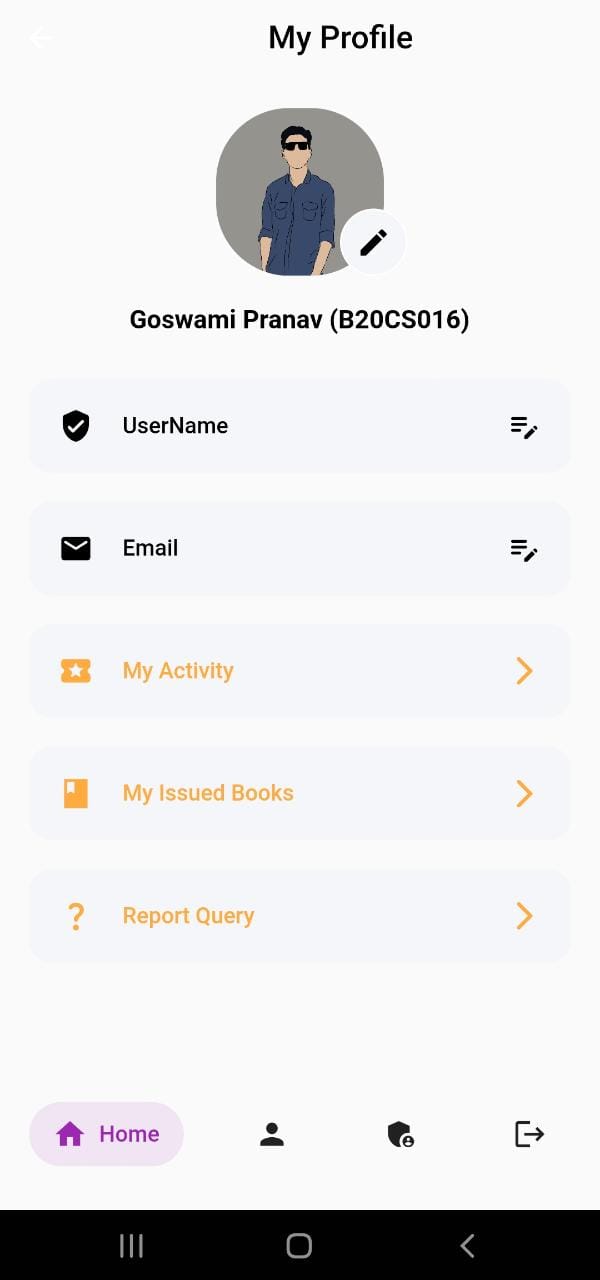 My Profile
Goswami Pranav (B20CS016)
UserName
Email
My Activity
My Issued Books
Report Query
Home